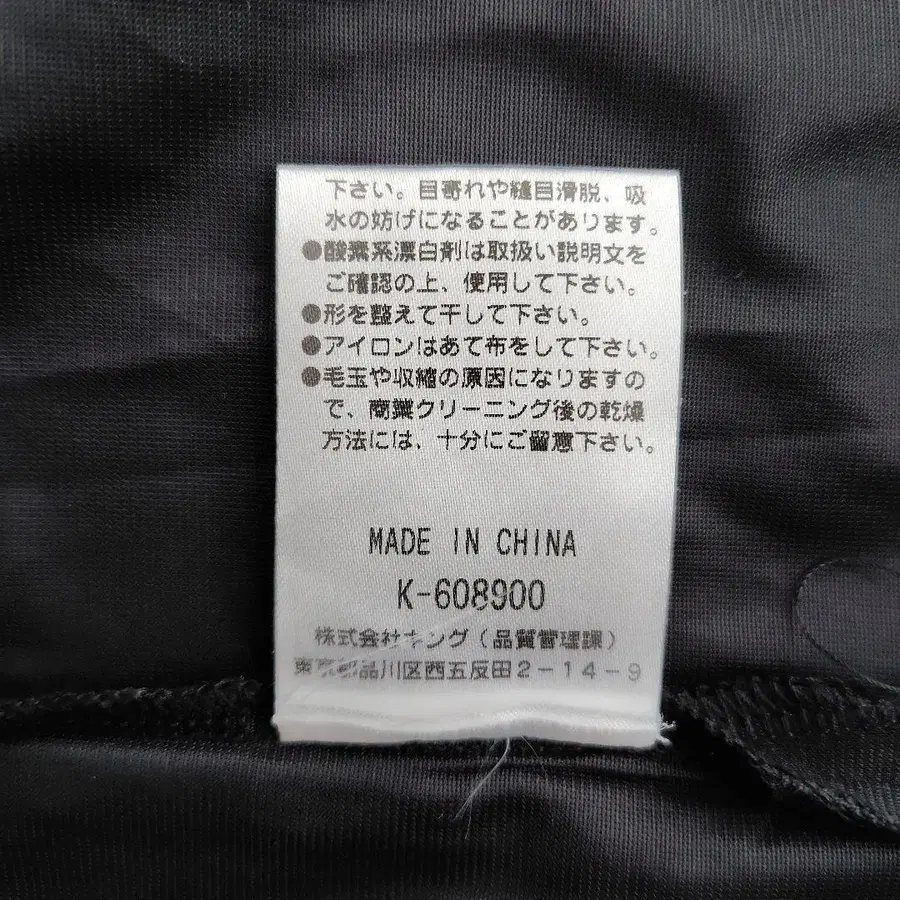 下さい。目寄れや縫目滑脱、吸
水の妨げになることがあります。
●酸素系漂白剤は取扱い説明文を
ご確認の上、使用して下さい。
●形を整えて干して下さい。
●アイロンはあて布をして下さい。
●毛玉や収縮の原因になりますの
で、商業クリーニング後の乾燥
方法には、十分にご留意下さい。
MADE IN CHINA
K-608900
株式会社キング(品質管理課)
東京都品川区西五反田2-14-9